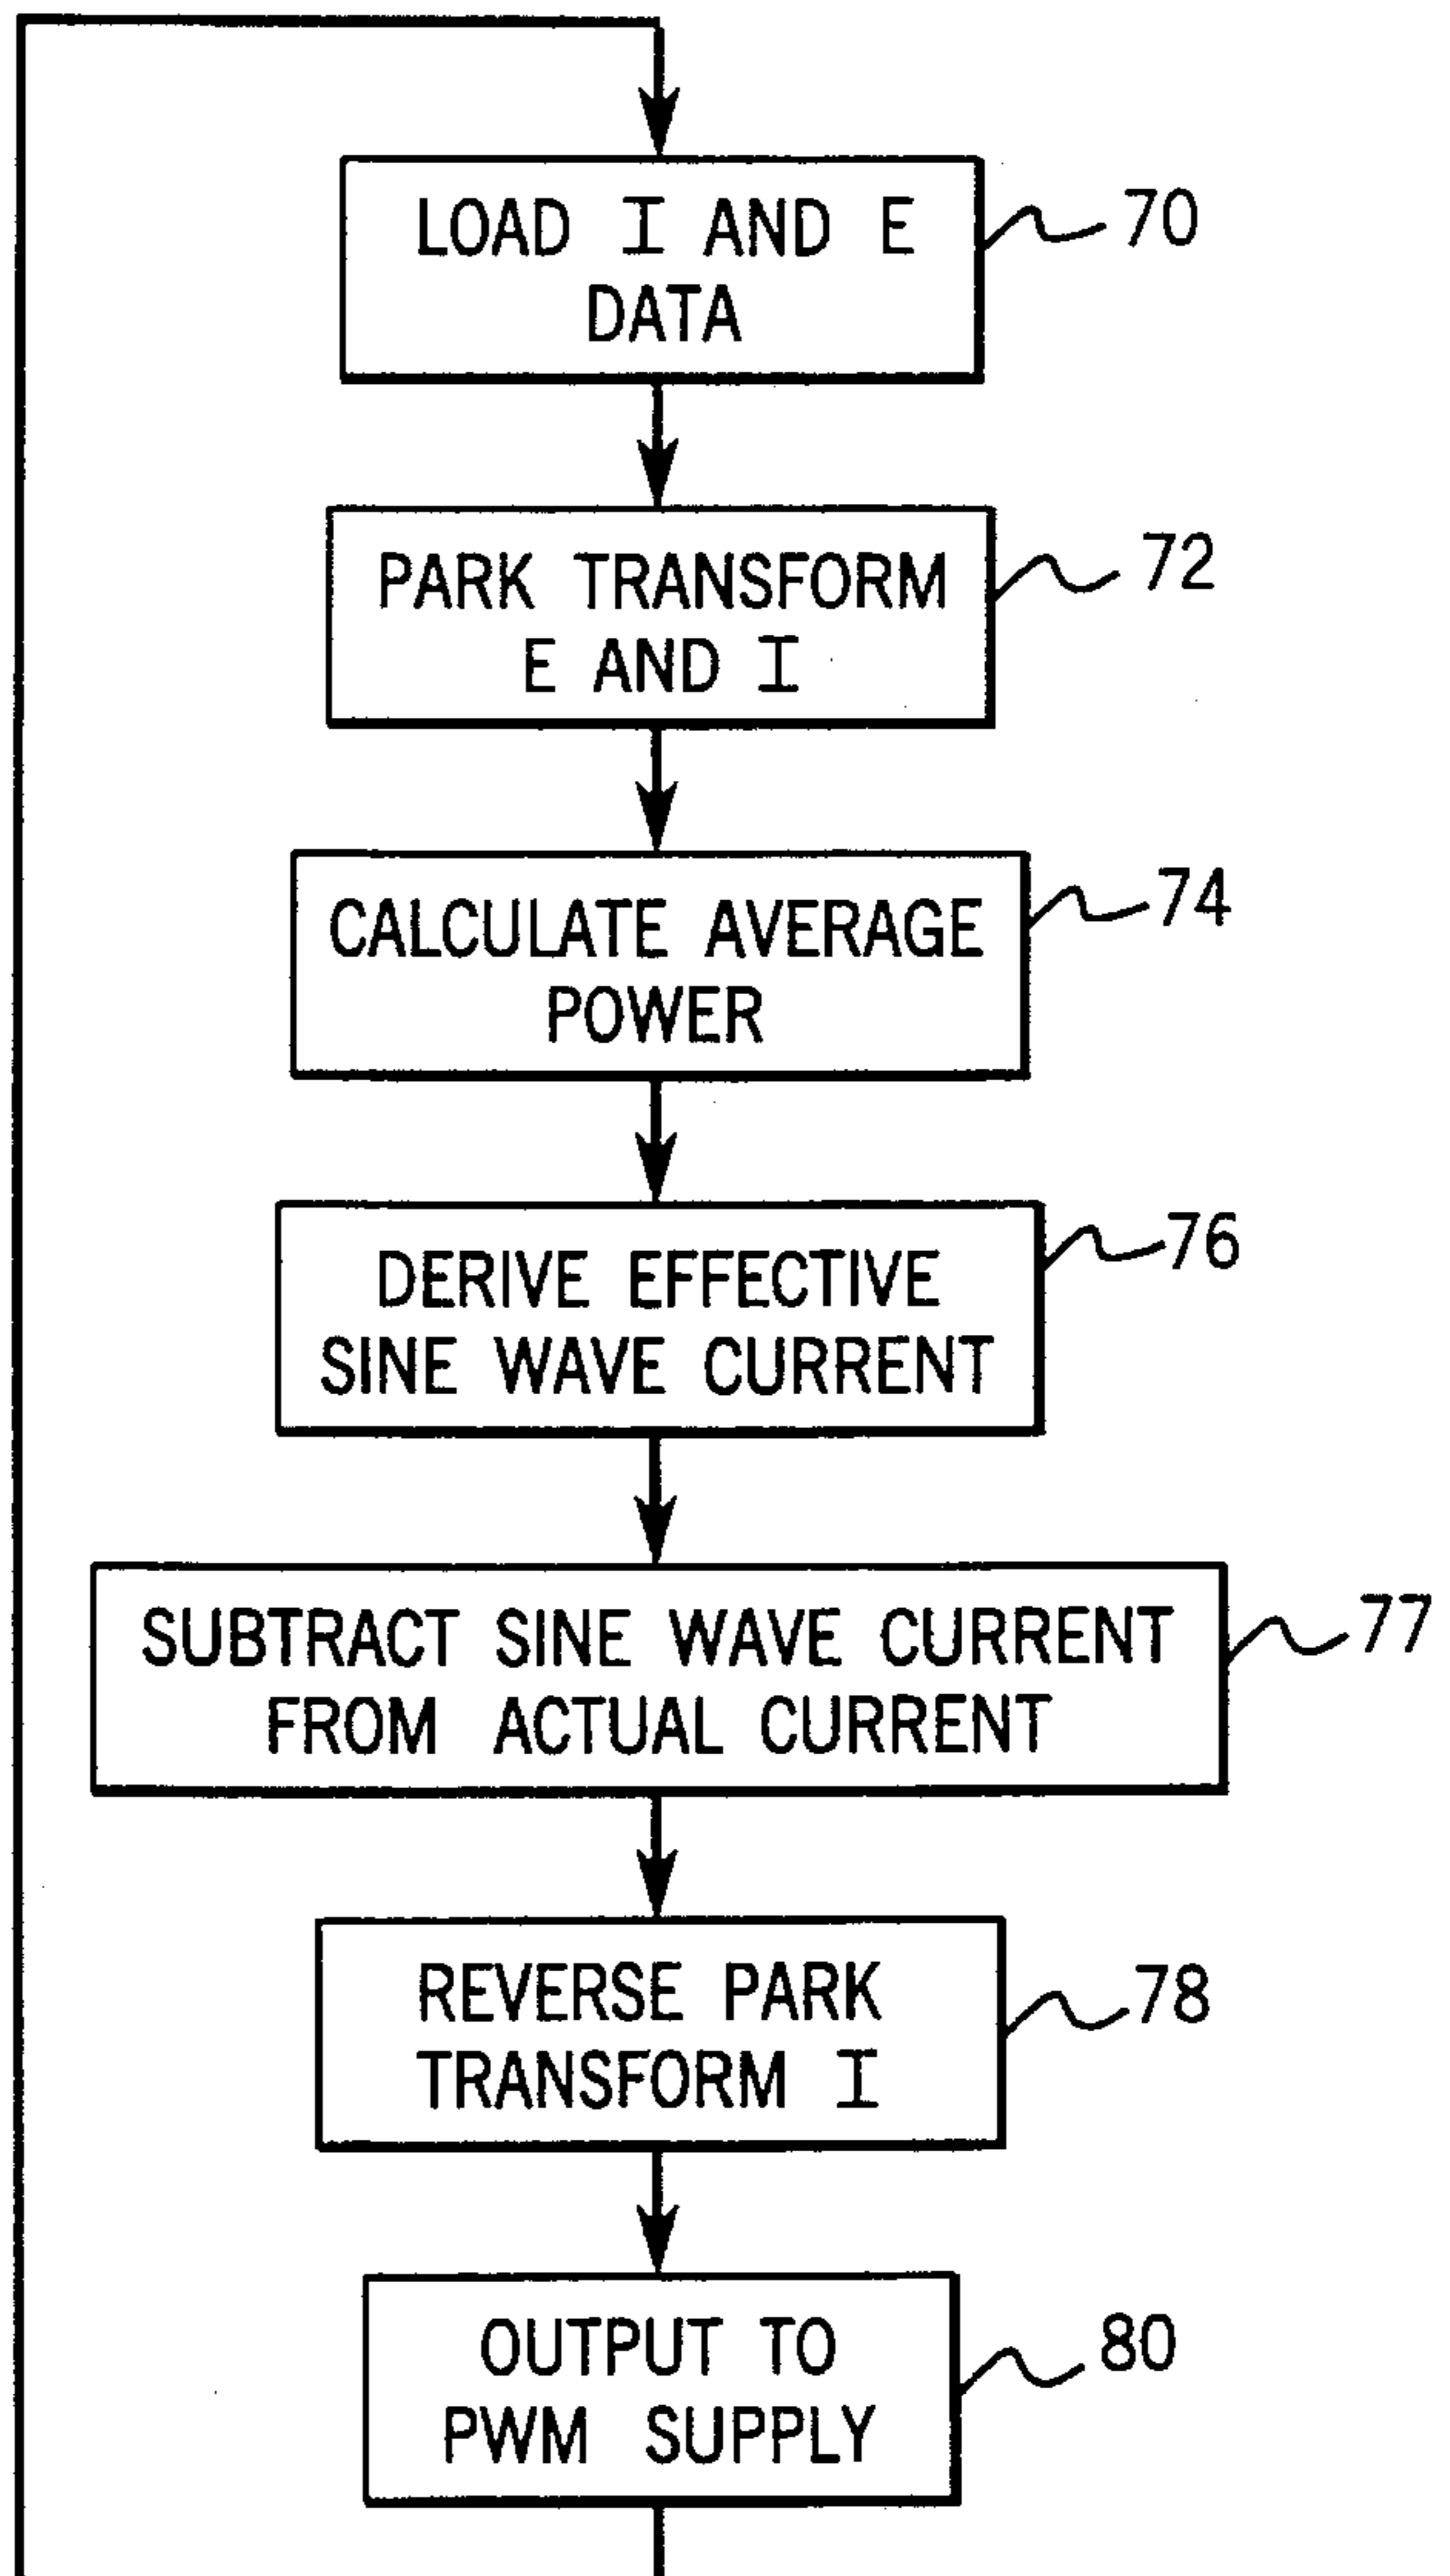 LOAD I AND E
DATA
70
PARK TRANSFORM
E AND I
72
CALCULATE AVERAGE
POWER
74
DERIVE EFFECTIVE
SINE WAVE CURRENT
76
SUBTRACT SINE WAVE CURRENT
FROM ACTUAL CURRENT
77
REVERSE PARK
TRANSFORM I
78
OUTPUT TO
PWM SUPPLY
80